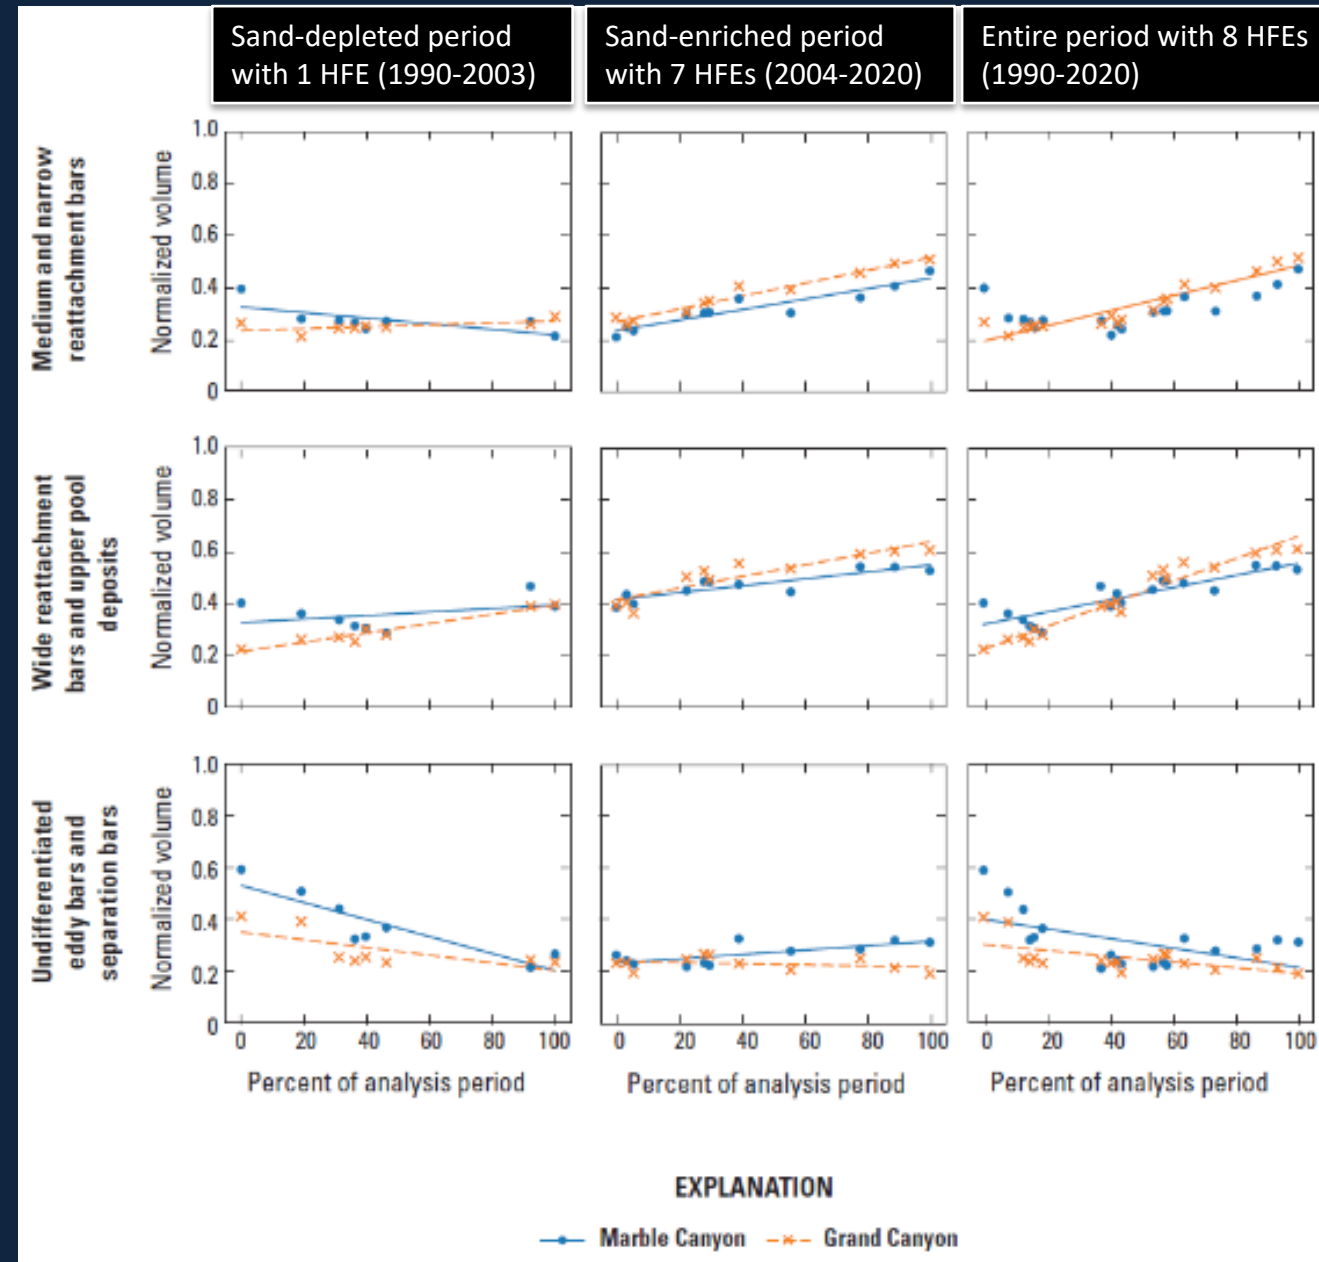 Sand-depleted period
with 1 HFE (1990-2003)
Sand-enriched period
with 7 HFEs (2004-2020)
Entire period with 8 HFEs
(1990-2020)
Medium and narrow
reattachment bars
Normalized volume
1.0
0.8
0.6
0.4
0.2
0
Wide reattachment
bars and upper pool
deposits
Normalized volume
1.0
0.8
0.6
0.4
0.2
0
Undifferentiated
eddy bars and
separation bars
Normalized volume
1.0
0.8
0.6
0.4
0.2
0
0 20 40 60 80 100
0 20 40 60 80 100
0 20 40 60 80 100
Percent of analysis period
Percent of analysis period
Percent of analysis period
EXPLANATION
Marble Canyon
Grand Canyon